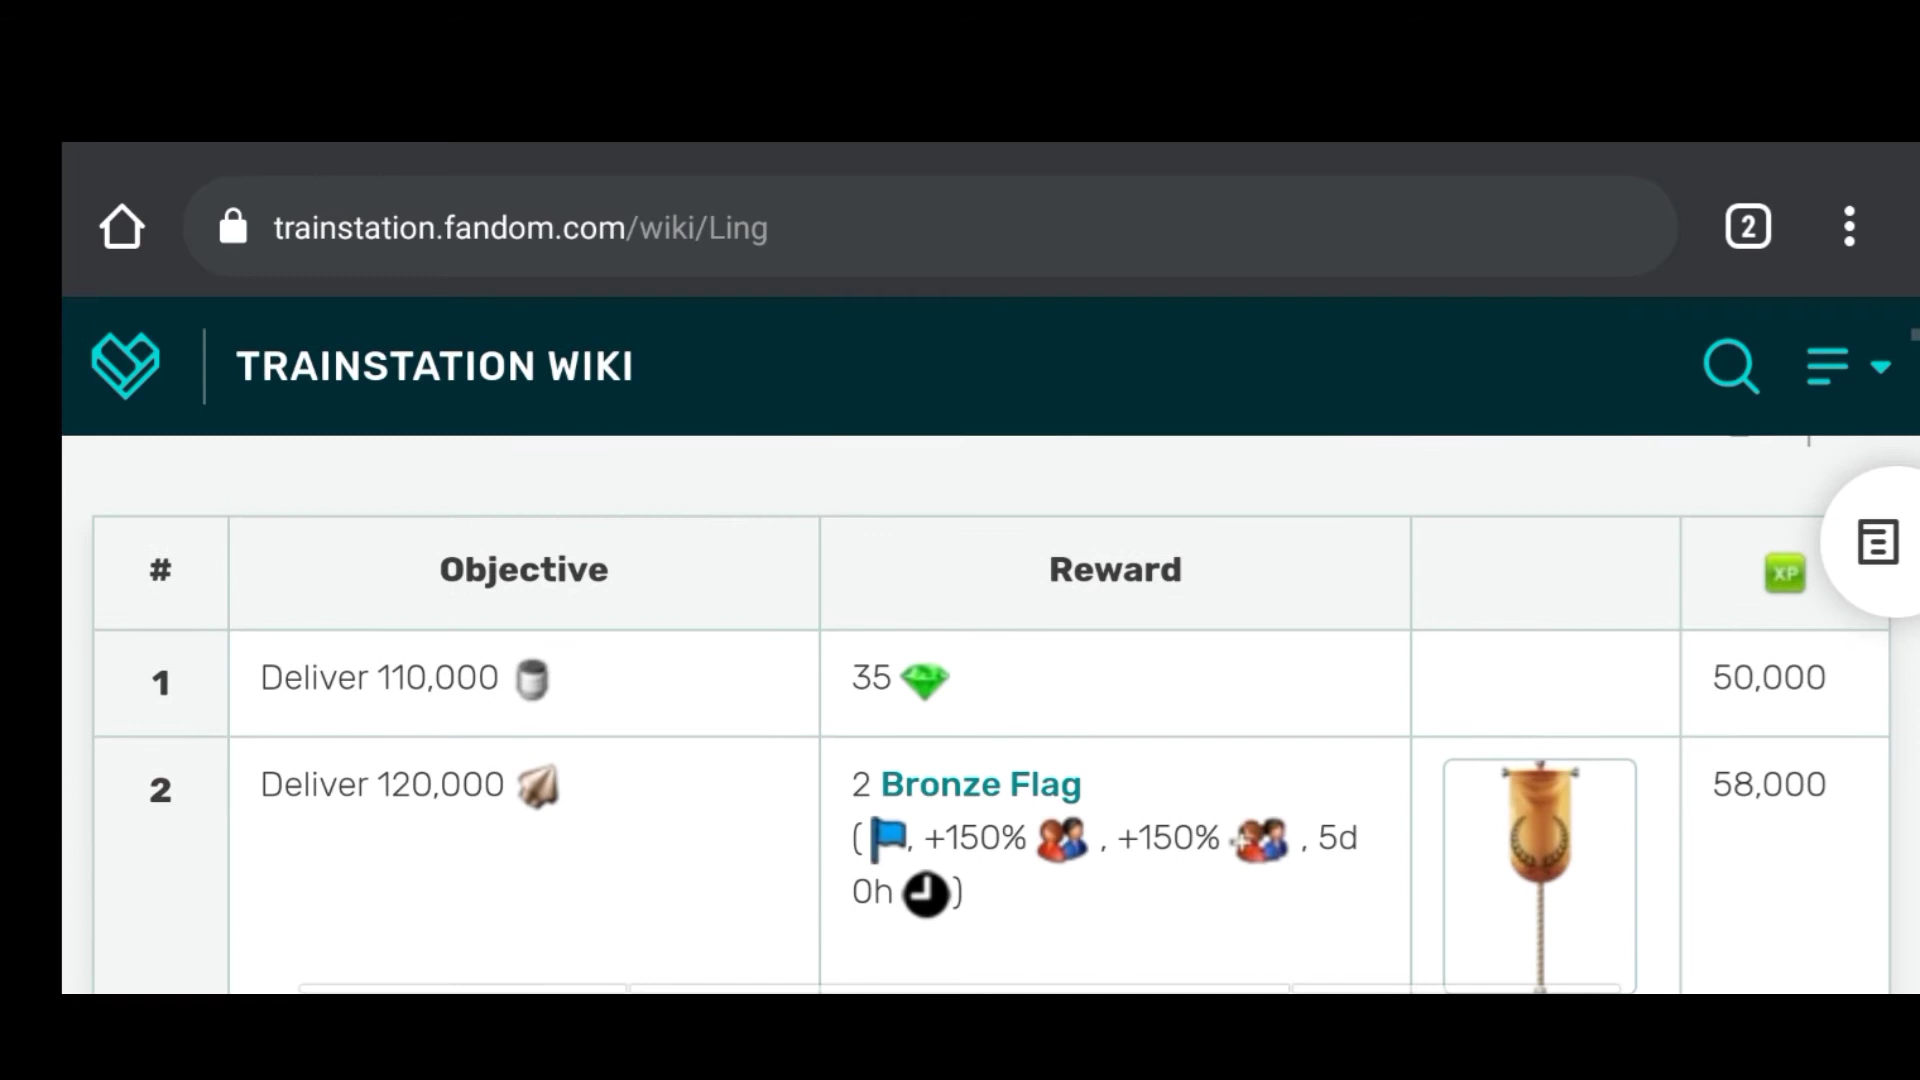 trainstation.fandom.com/wiki/Ling
2
TRAINSTATION WIKI
# Objective Reward XP
1 Deliver 110,000 35 50,000
2 Deliver 120,000 2 Bronze Flag 58,000
( , +150% , +150% , 5d
0h )